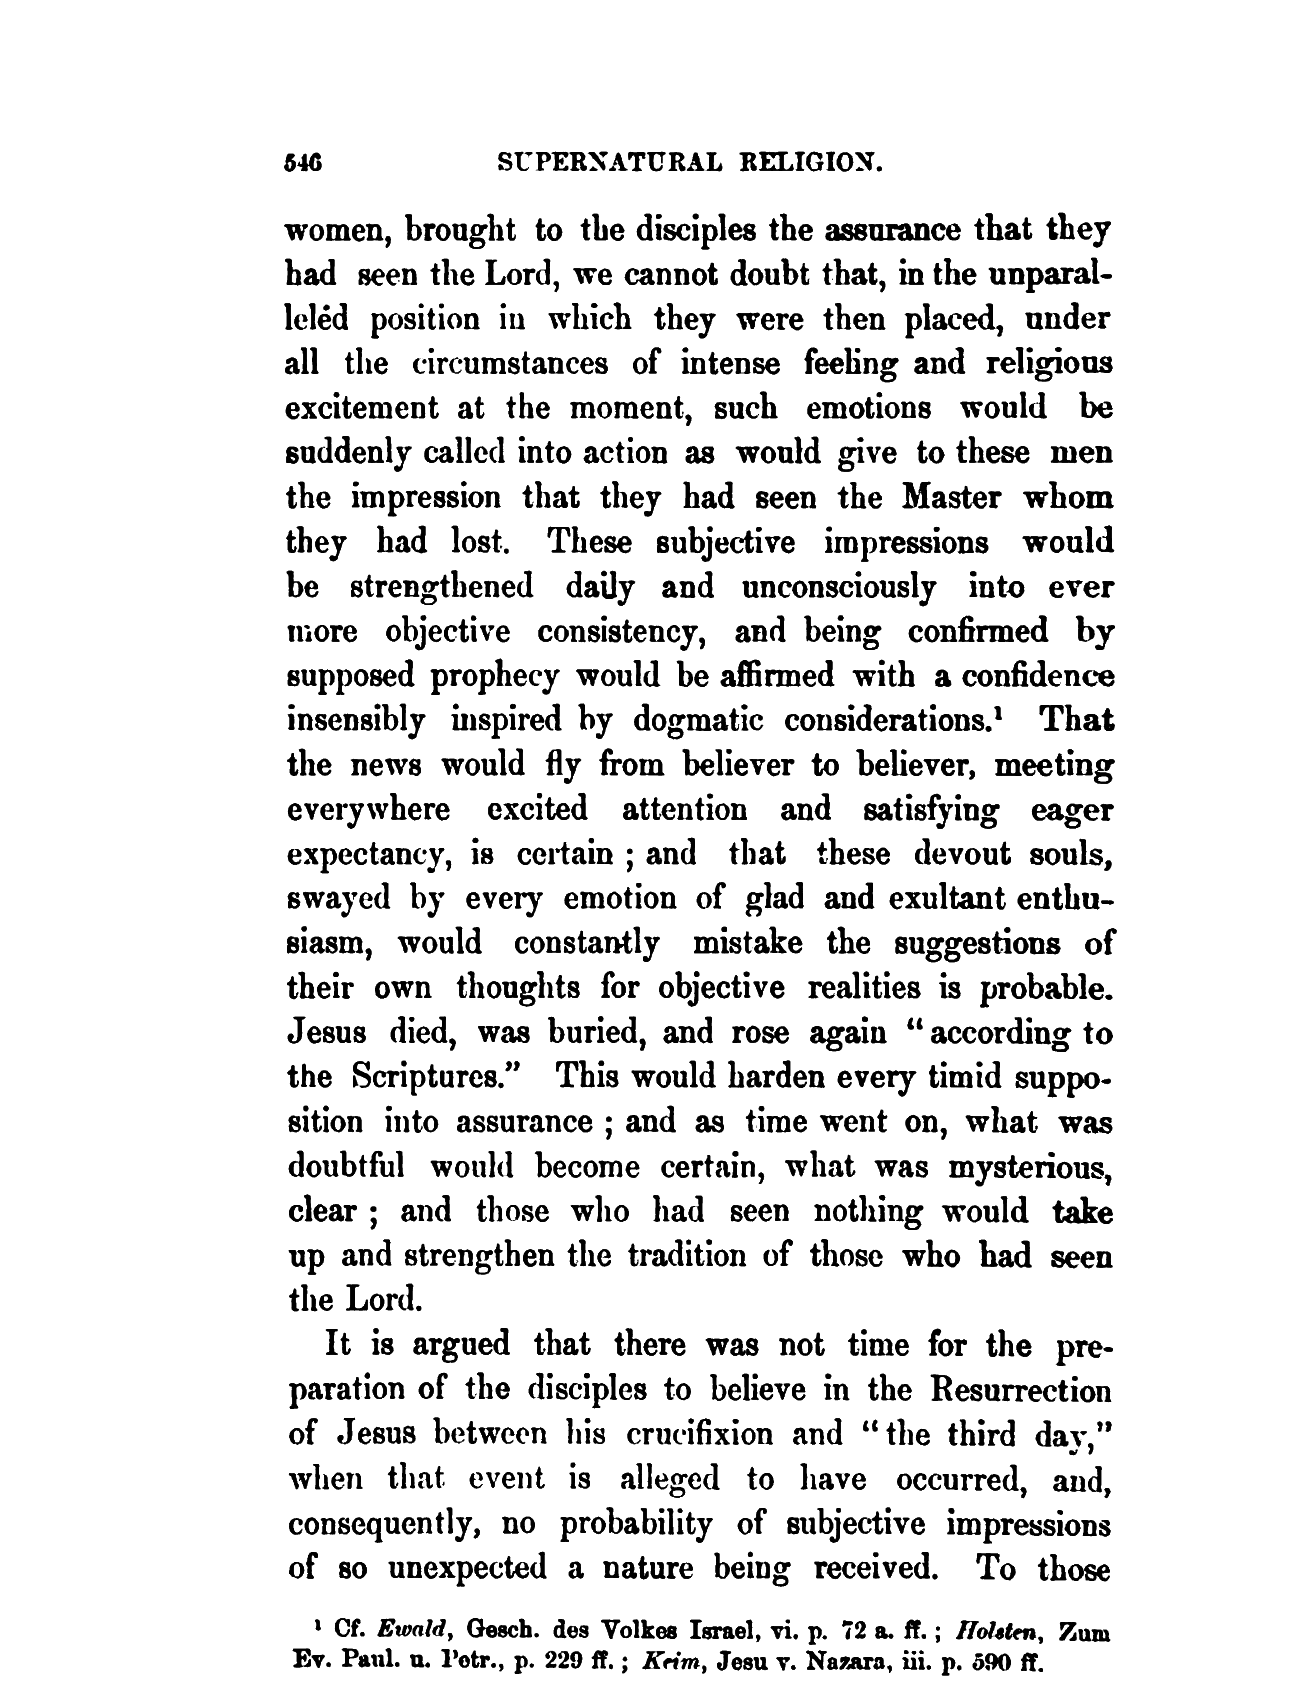 546 SUPERNATURAL RELIGION.
women, brought to the disciples the assurance that they
had seen the Lord, we cannot doubt that, in the unparal-
leléd position in which they were then placed, under
all the circumstances of intense feeling and religious
excitement at the moment, such emotions would be
suddenly called into action as would give to these men
the impression that they had seen the Master whom
they had lost. These subjective impressions would
be strengthened daily and unconsciously into ever
more objective consistency, and being confirmed by
supposed prophecy would be affirmed with a confidence
insensibly inspired by dogmatic considerations.¹ That
the news would fly from believer to believer, meeting
everywhere excited attention and satisfying eager
expectancy, is certain ; and that these devout souls,
swayed by every emotion of glad and exultant enthu-
siasm, would constantly mistake the suggestions of
their own thoughts for objective realities is probable.
Jesus died, was buried, and rose again “according to
the Scriptures.” This would harden every timid suppo-
sition into assurance ; and as time went on, what was
doubtful would become certain, what was mysterious,
clear ; and those who had seen nothing would take
up and strengthen the tradition of those who had seen
the Lord.
It is argued that there was not time for the pre-
paration of the disciples to believe in the Resurrection
of Jesus between his crucifixion and “the third day,”
when that event is alleged to have occurred, and,
consequently, no probability of subjective impressions
of so unexpected a nature being received. To those
¹ Cf. Ewald, Gesch. des Volkes Israel, vi. p. 72 a. ff. ; Holsten, Zum
Ev. Paul. u. Petr., p. 229 ff. ; Keim, Jesu v. Nazara, iii. p. 590 ff.